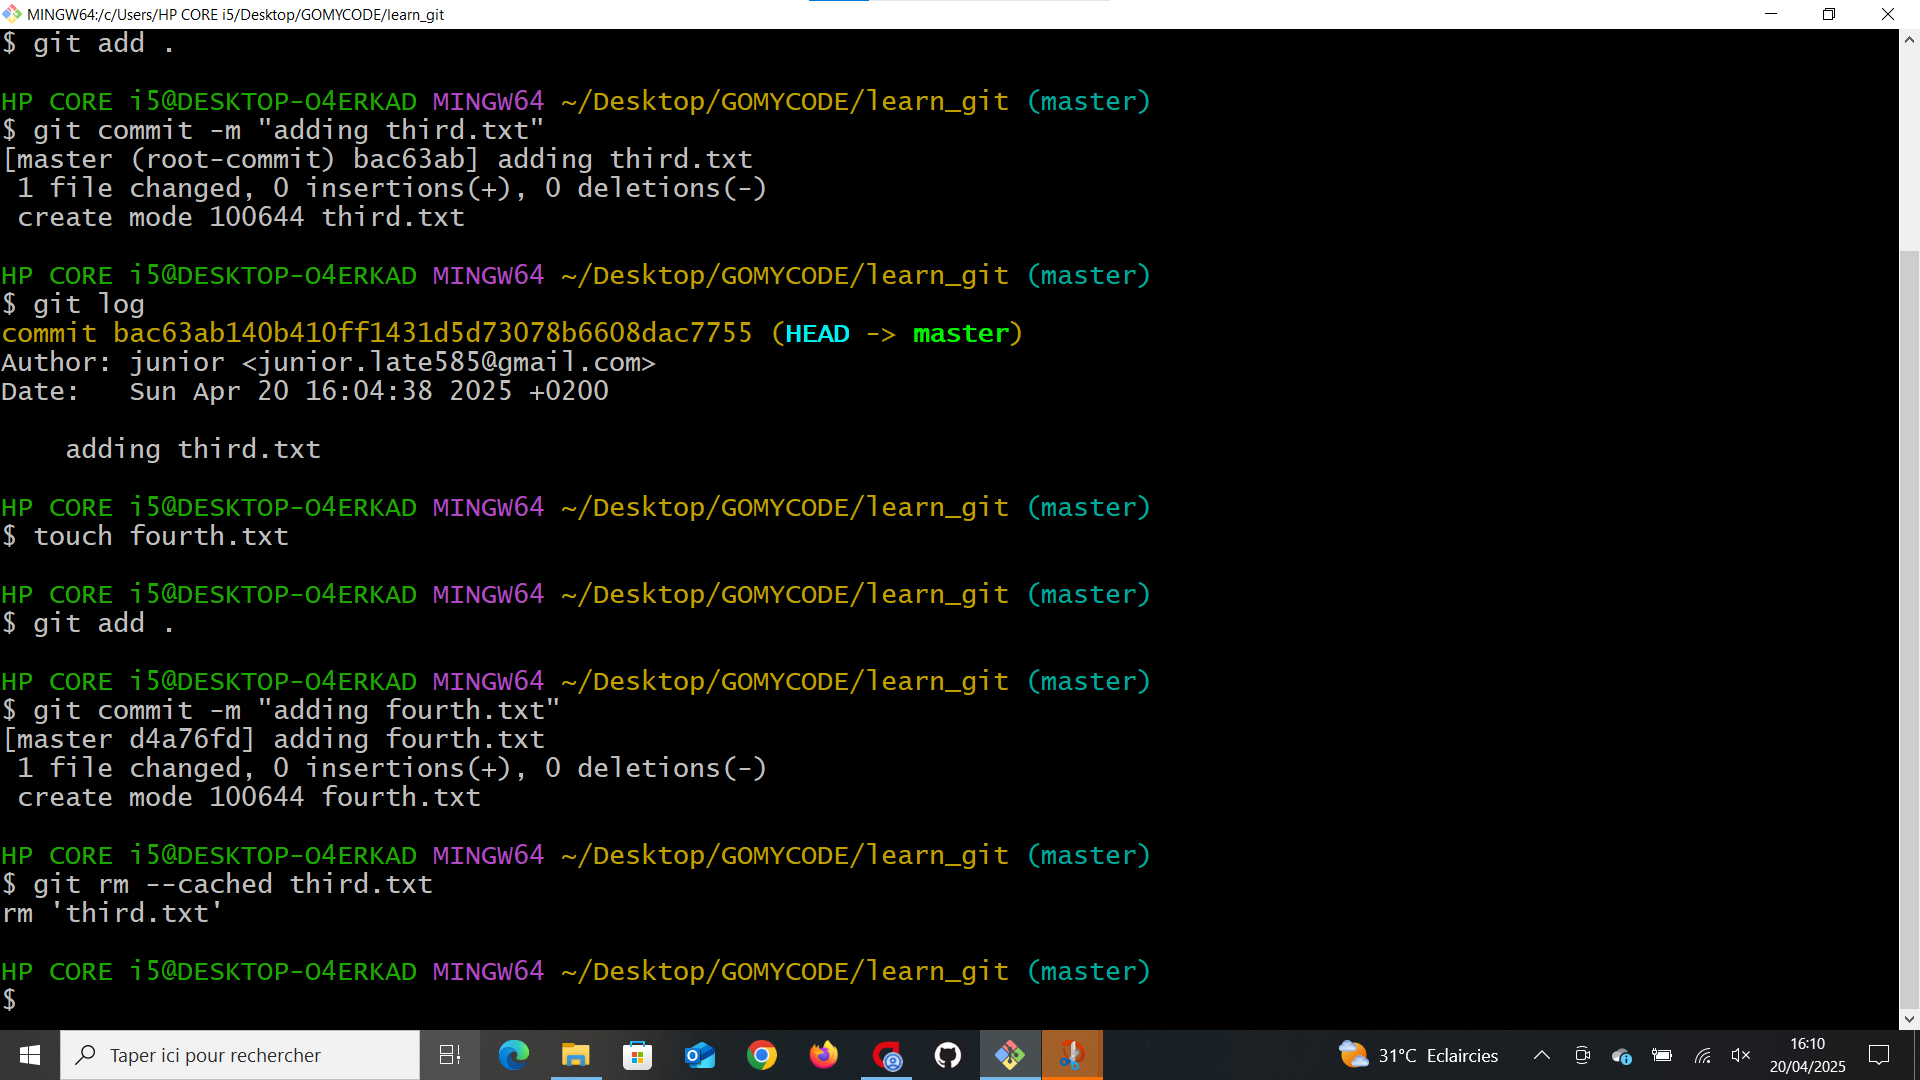 MINGW64:/c/Users/HP CORE i5/Desktop/GOMYCODE/learn_git
$ git add .
HP CORE i5@DESKTOP-O4ERKAD MINGW64 ~/Desktop/GOMYCODE/learn_git (master)
$ git commit -m "adding third.txt"
[master (root-commit) bac63ab] adding third.txt
 1 file changed, 0 insertions(+), 0 deletions(-)
 create mode 100644 third.txt
HP CORE i5@DESKTOP-O4ERKAD MINGW64 ~/Desktop/GOMYCODE/learn_git (master)
$ git log
commit bac63ab140b410ff1431d5d73078b6608dac7755 (HEAD -> master)
Author: junior <junior.late585@gmail.com>
Date:   Sun Apr 20 16:04:38 2025 +0200
    adding third.txt
HP CORE i5@DESKTOP-O4ERKAD MINGW64 ~/Desktop/GOMYCODE/learn_git (master)
$ touch fourth.txt
HP CORE i5@DESKTOP-O4ERKAD MINGW64 ~/Desktop/GOMYCODE/learn_git (master)
$ git add .
HP CORE i5@DESKTOP-O4ERKAD MINGW64 ~/Desktop/GOMYCODE/learn_git (master)
$ git commit -m "adding fourth.txt"
[master d4a76fd] adding fourth.txt
 1 file changed, 0 insertions(+), 0 deletions(-)
 create mode 100644 fourth.txt
HP CORE i5@DESKTOP-O4ERKAD MINGW64 ~/Desktop/GOMYCODE/learn_git (master)
$ git rm --cached third.txt
rm 'third.txt'
HP CORE i5@DESKTOP-O4ERKAD MINGW64 ~/Desktop/GOMYCODE/learn_git (master)
$
Taper ici pour rechercher
31°C Eclaircies
16:10
20/04/2025